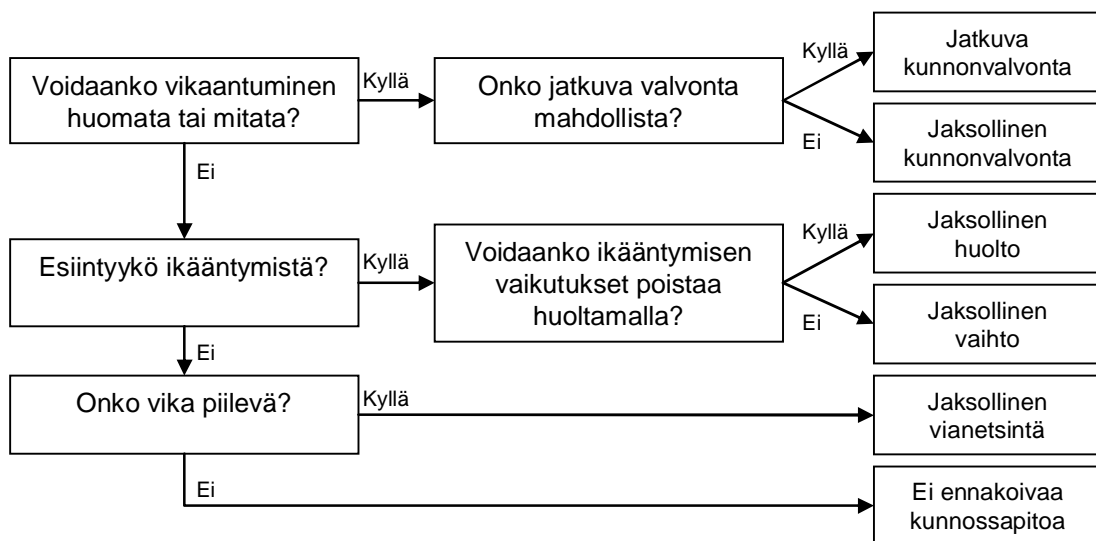 Voidaanko vikaantuminen
huomata tai mitata?
Kyllä
Onko jatkuva valvonta
mahdollista?
Kyllä
Jatkuva
kunnonvalvonta
Ei
Jaksollinen
kunnonvalvonta
Ei
Esiintyykö ikääntymistä?
Kyllä
Voidaanko ikääntymisen
vaikutukset poistaa
huoltamalla?
Kyllä
Jaksollinen
huolto
Ei
Jaksollinen
vaihto
Ei
Onko vika piilevä?
Kyllä
Jaksollinen
vianetsintä
Ei
Ei ennakoivaa
kunnossapitoa